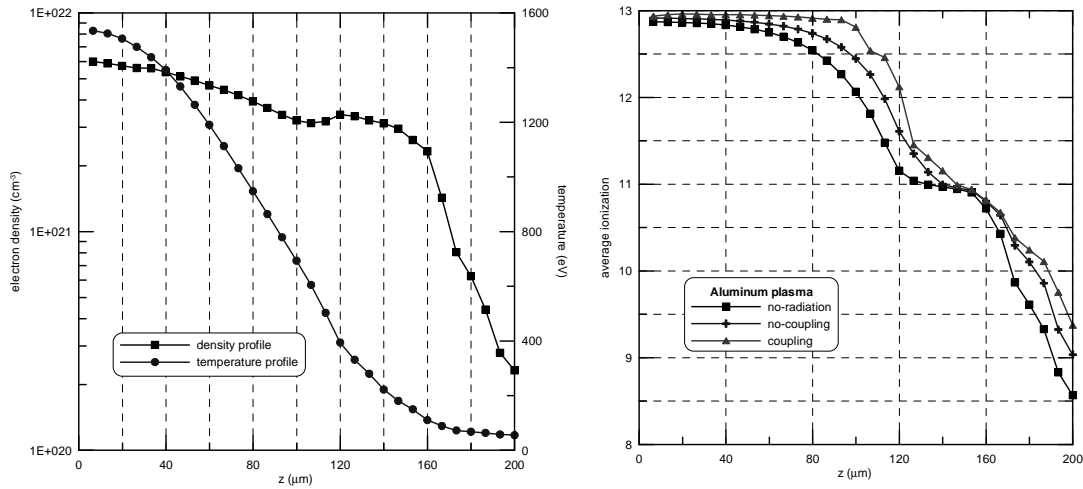 1E+022
1E+021
1E+020
electron density (cm-3)
1600
1200
800
400
0
temperature (eV)
density profile
temperature profile
0 40 80 120 160 200
z (μm)
13
12
11
10
9
8
average ionization
Aluminum plasma
no-radiation
no-coupling
coupling
0 40 80 120 160 200
z (μm)